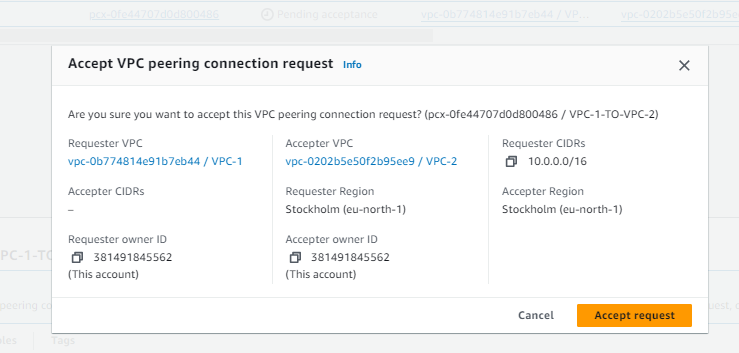 pcx-0fe44707d0d800486 Pending acceptance vpc-0b774814e91b7eb44 / VP... vpc-0202b5e50f2b95ee
Accept VPC peering connection request Info
Are you sure you want to accept this VPC peering connection request? (pcx-0fe44707d0d800486 / VPC-1-TO-VPC-2)
Requester VPC Accepter VPC Requester CIDRs
vpc-0b774814e91b7eb44 / VPC-1 vpc-0202b5e50f2b95ee9 / VPC-2 10.0.0.0/16
Accepter CIDRs Requester Region Accepter Region
– Stockholm (eu-north-1) Stockholm (eu-north-1)
Requester owner ID Accepter owner ID
PC-1-TO
381491845562 381491845562
(This account) (This account)
peering co
Cancel Accept request
Tags